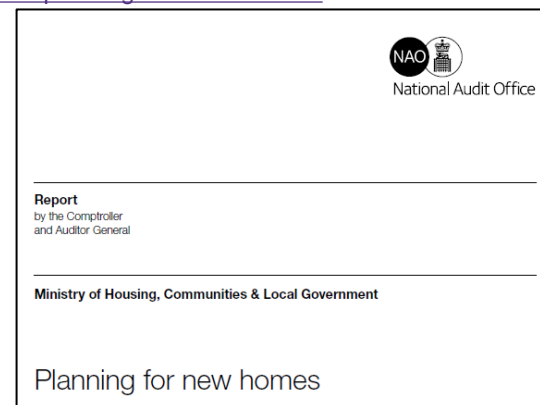 NAO
National Audit Office
Report
by the Comptroller
and Auditor General
Ministry of Housing, Communities & Local Government
Planning for new homes